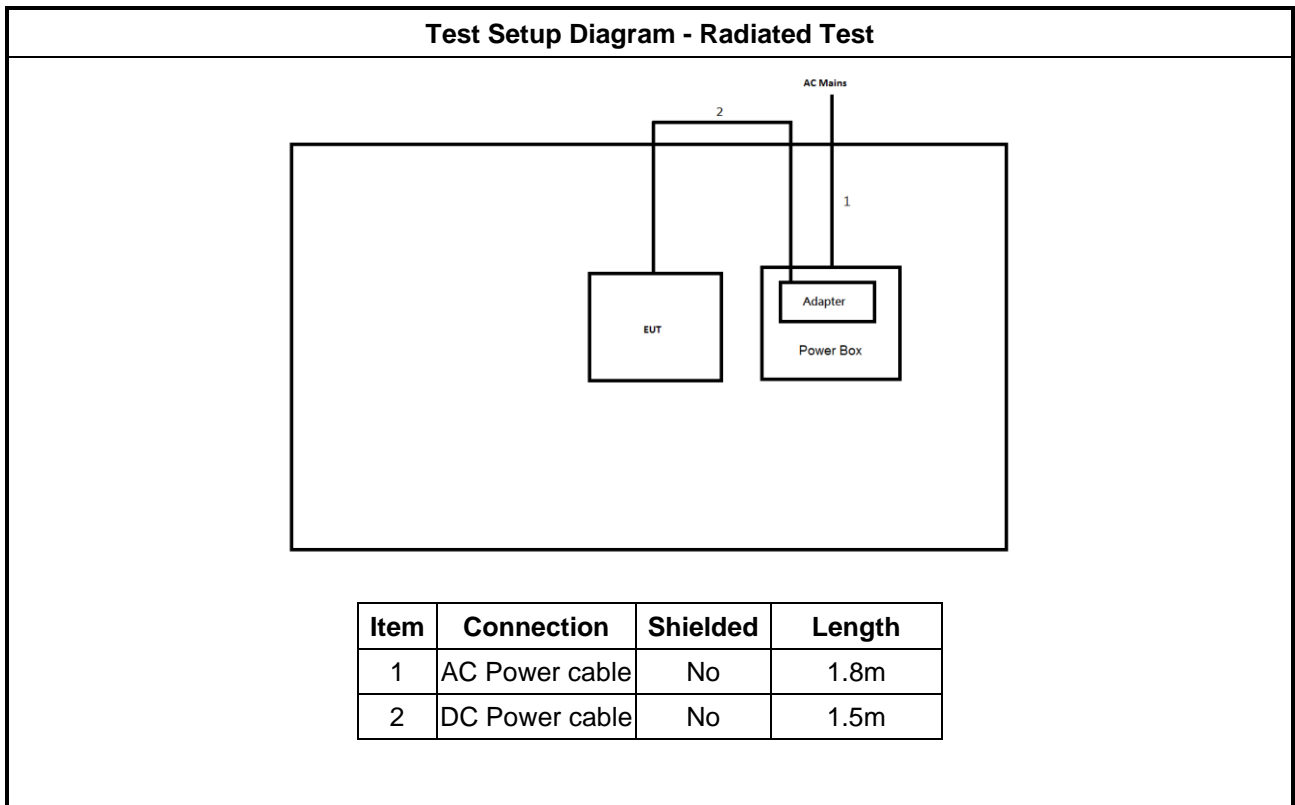 Test Setup Diagram - Radiated Test
AC Mains
2
1
Adapter
EUT
Power Box
Item Connection Shielded Length
1 AC Power cable No 1.8m
2 DC Power cable No 1.5m